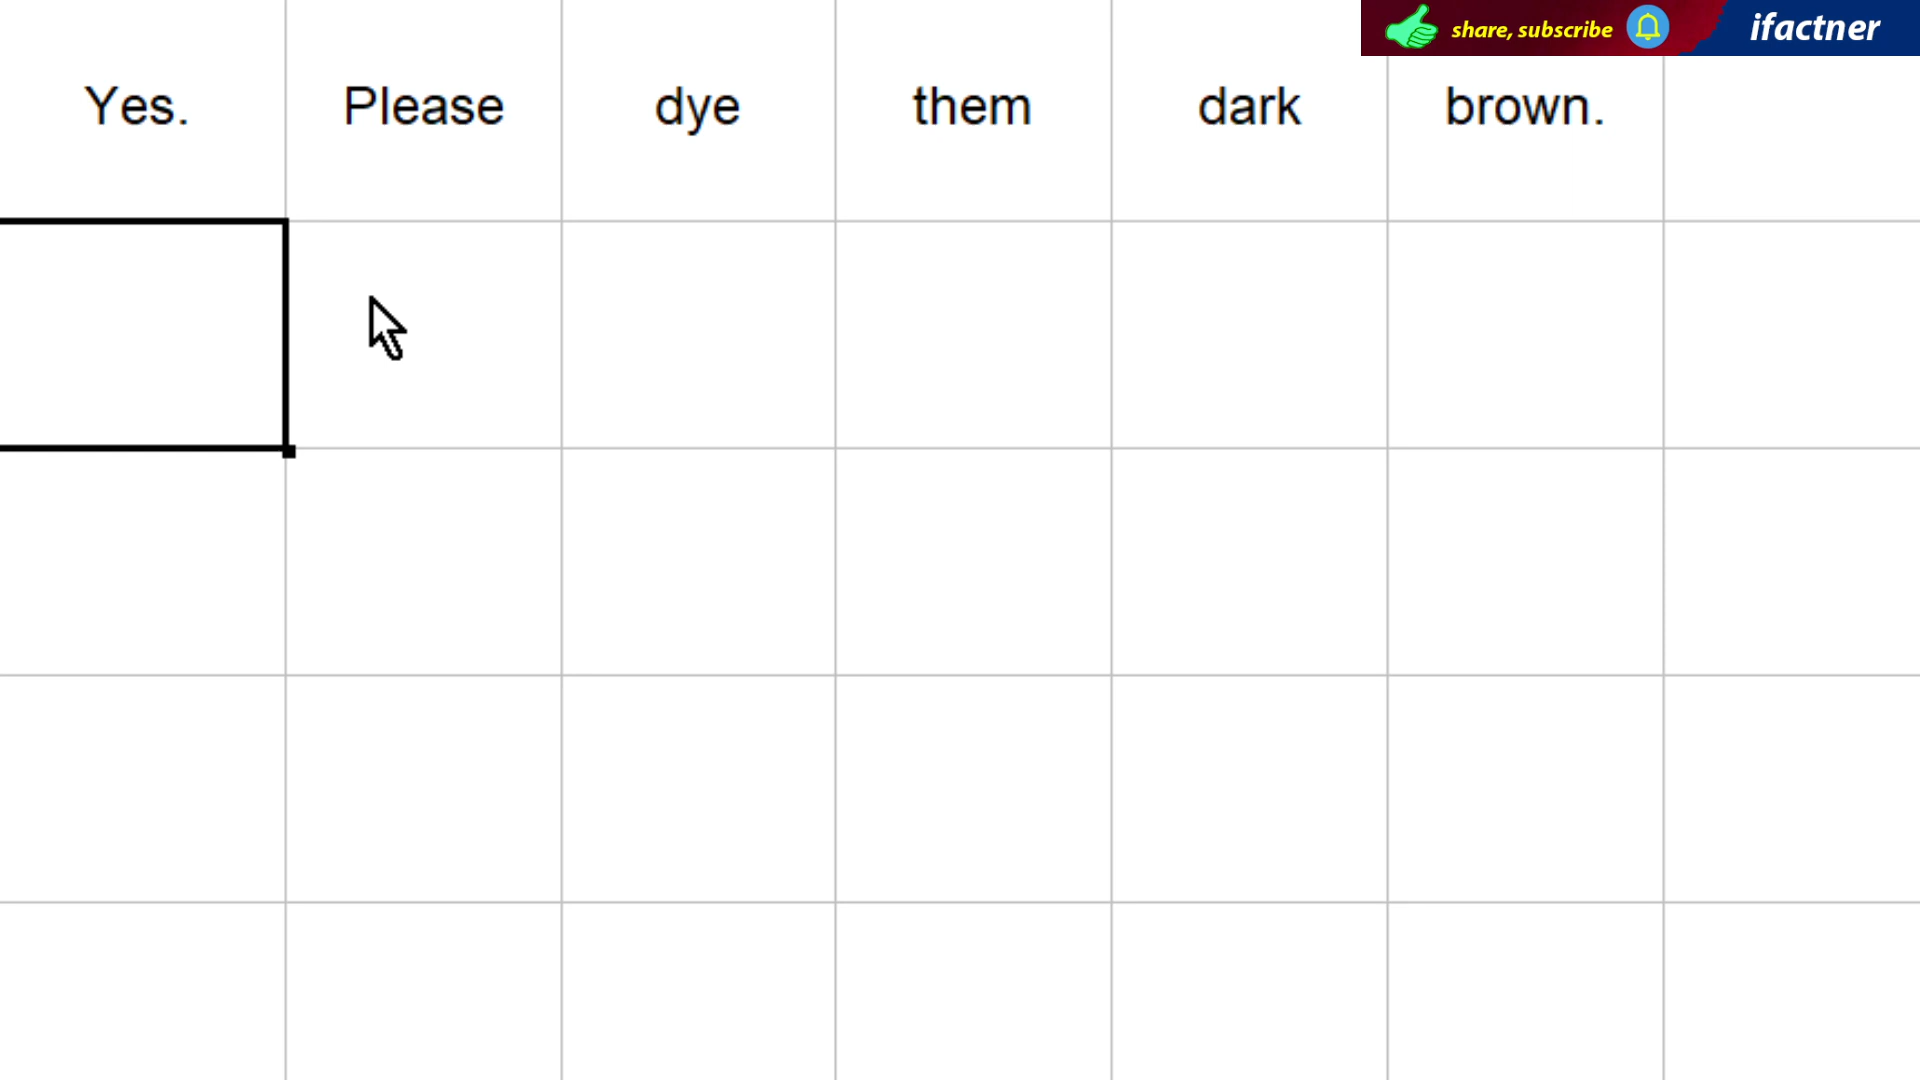 share, subscribe ifactner
Yes. Please dye them dark brown.